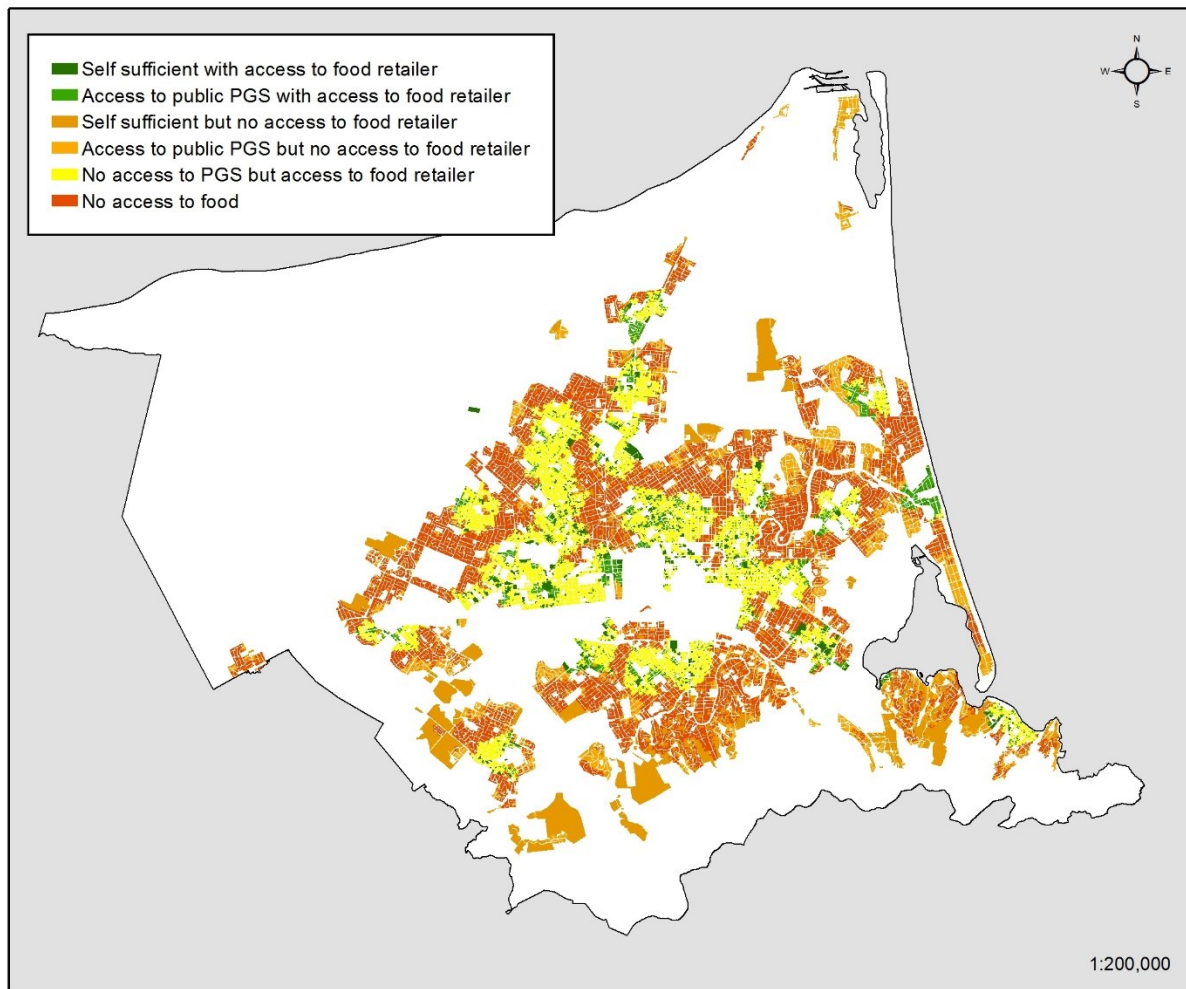 Self sufficient with access to food retailer
Access to public PGS with access to food retailer
Self sufficient but no access to food retailer
Access to public PGS but no access to food retailer
No access to PGS but access to food retailer
No access to food
N
W E
S
1:200,000